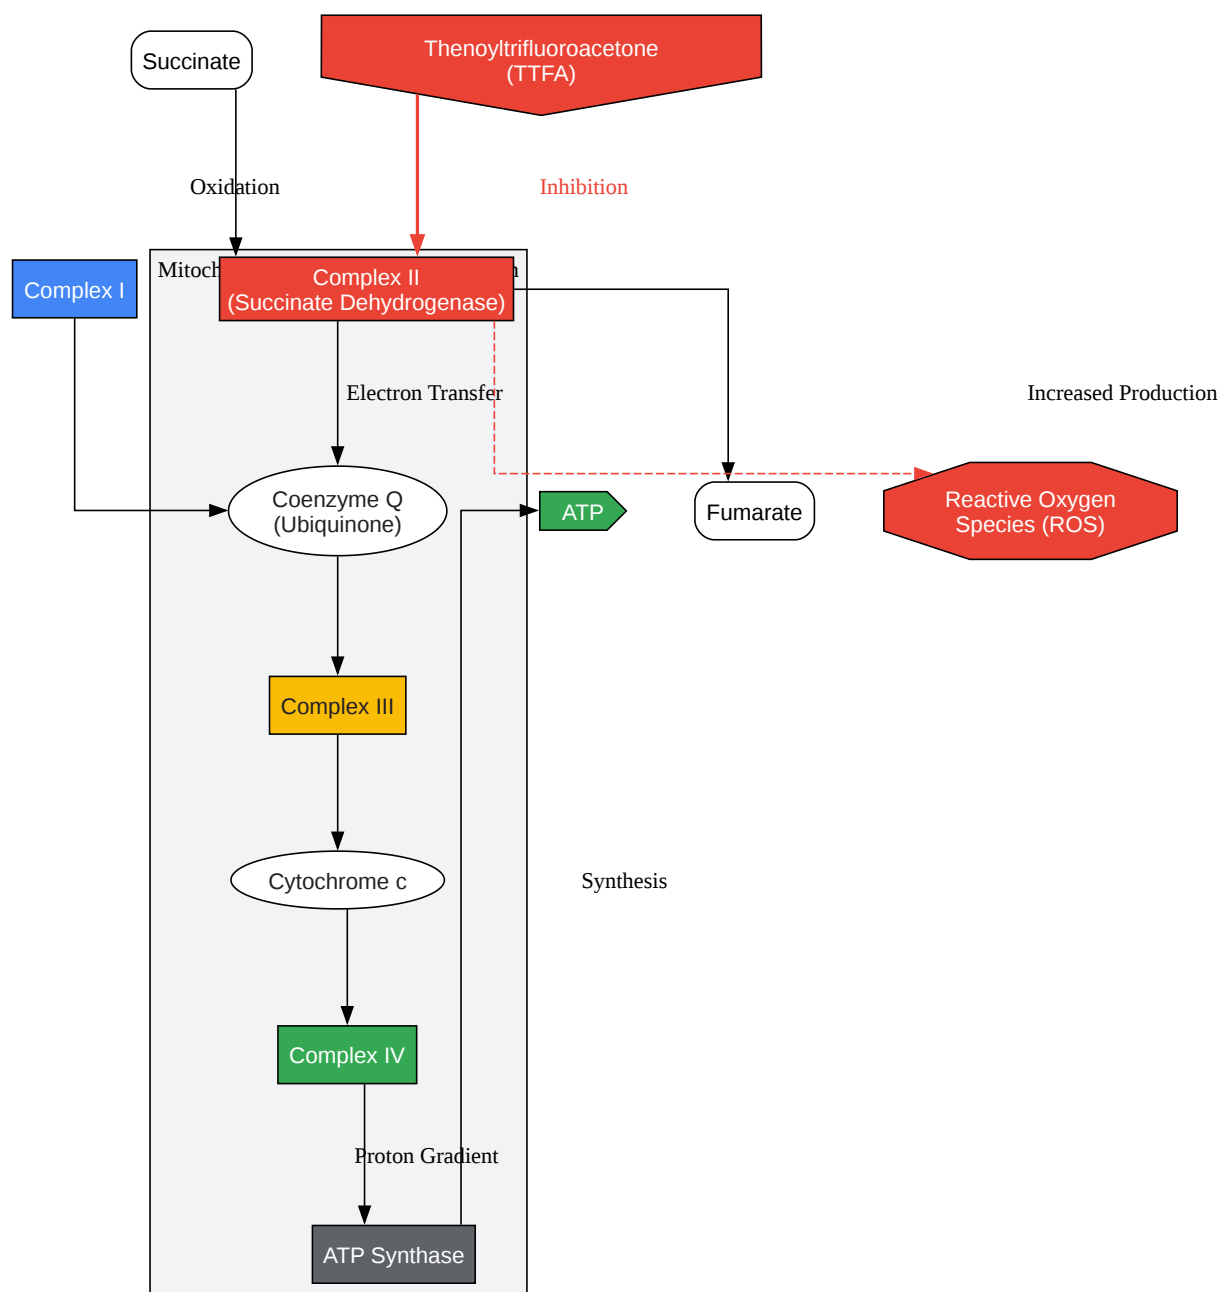 Succinate
Thenoyltrifluoroacetone
(TTFA)
Oxidation
Inhibition
Complex I
Complex II
(Succinate Dehydrogenase)
Electron Transfer
Increased Production
Coenzyme Q
(Ubiquinone)
ATP
Fumarate
Reactive Oxygen
Species (ROS)
Complex III
Cytochrome c
Synthesis
Complex IV
Proton Gradient
ATP Synthase